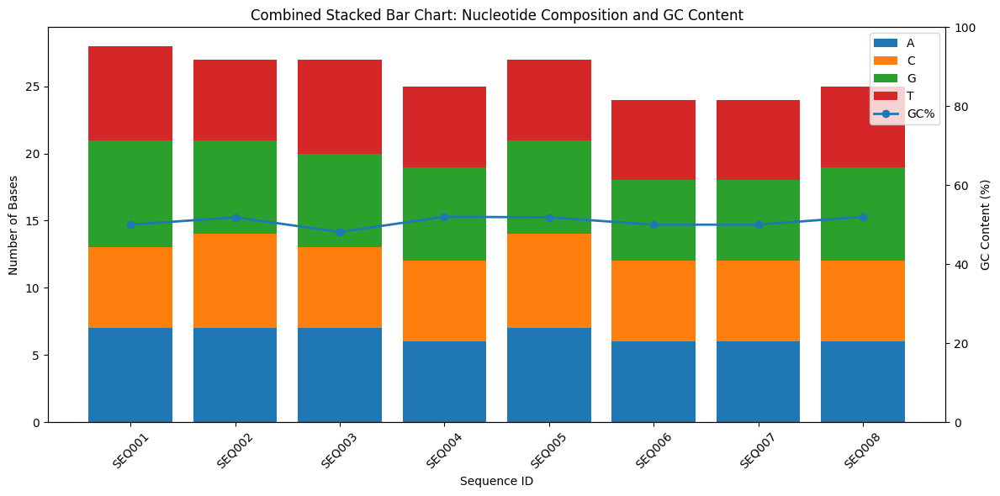 Combined Stacked Bar Chart: Nucleotide Composition and GC Content
Number of Bases
25
20
15
10
5
0
100
80
60
40
20
0
GC Content (%)
A
C
G
T
GC%
SEQ001
SEQ002
SEQ003
SEQ004
SEQ005
SEQ006
SEQ007
SEQ008
Sequence ID